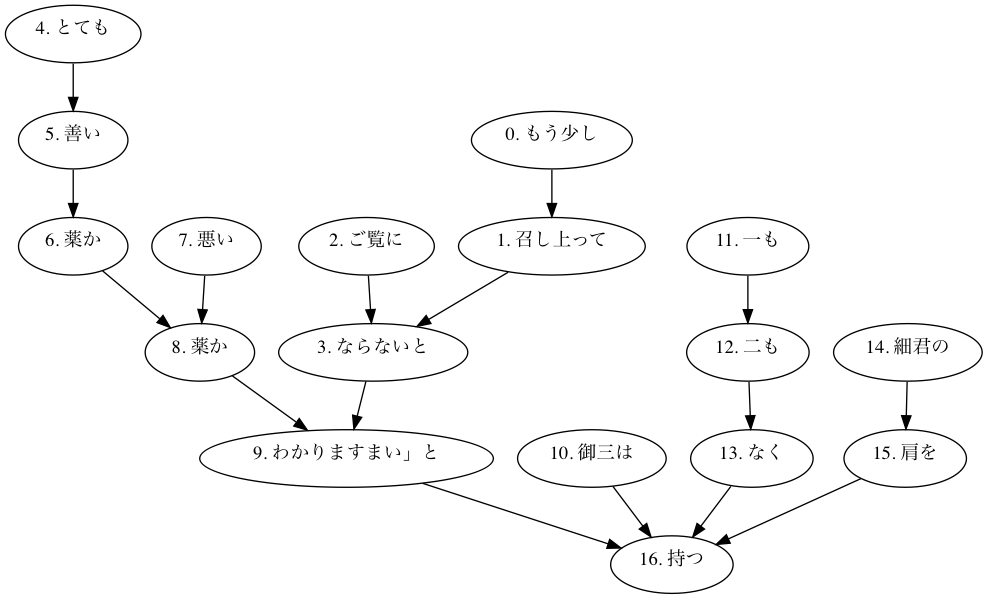 4. とても
5. 善い
0. もう少し
6. 薬か
7. 悪い
2. ご覧に
1. 召し上って
11. 一も
8. 薬か
3. ならないと
12. 二も
14. 細君の
9. わかりますまい」と
10. 御三は
13. なく
15. 肩を
16. 持つ